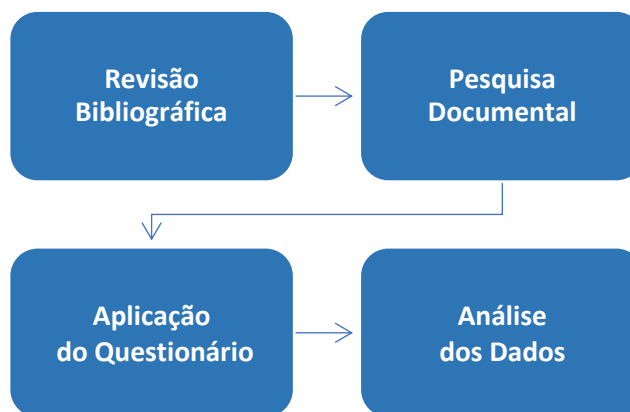 Revisão
Bibliográfica
Pesquisa
Documental
Aplicação
do Questionário
Análise
dos Dados